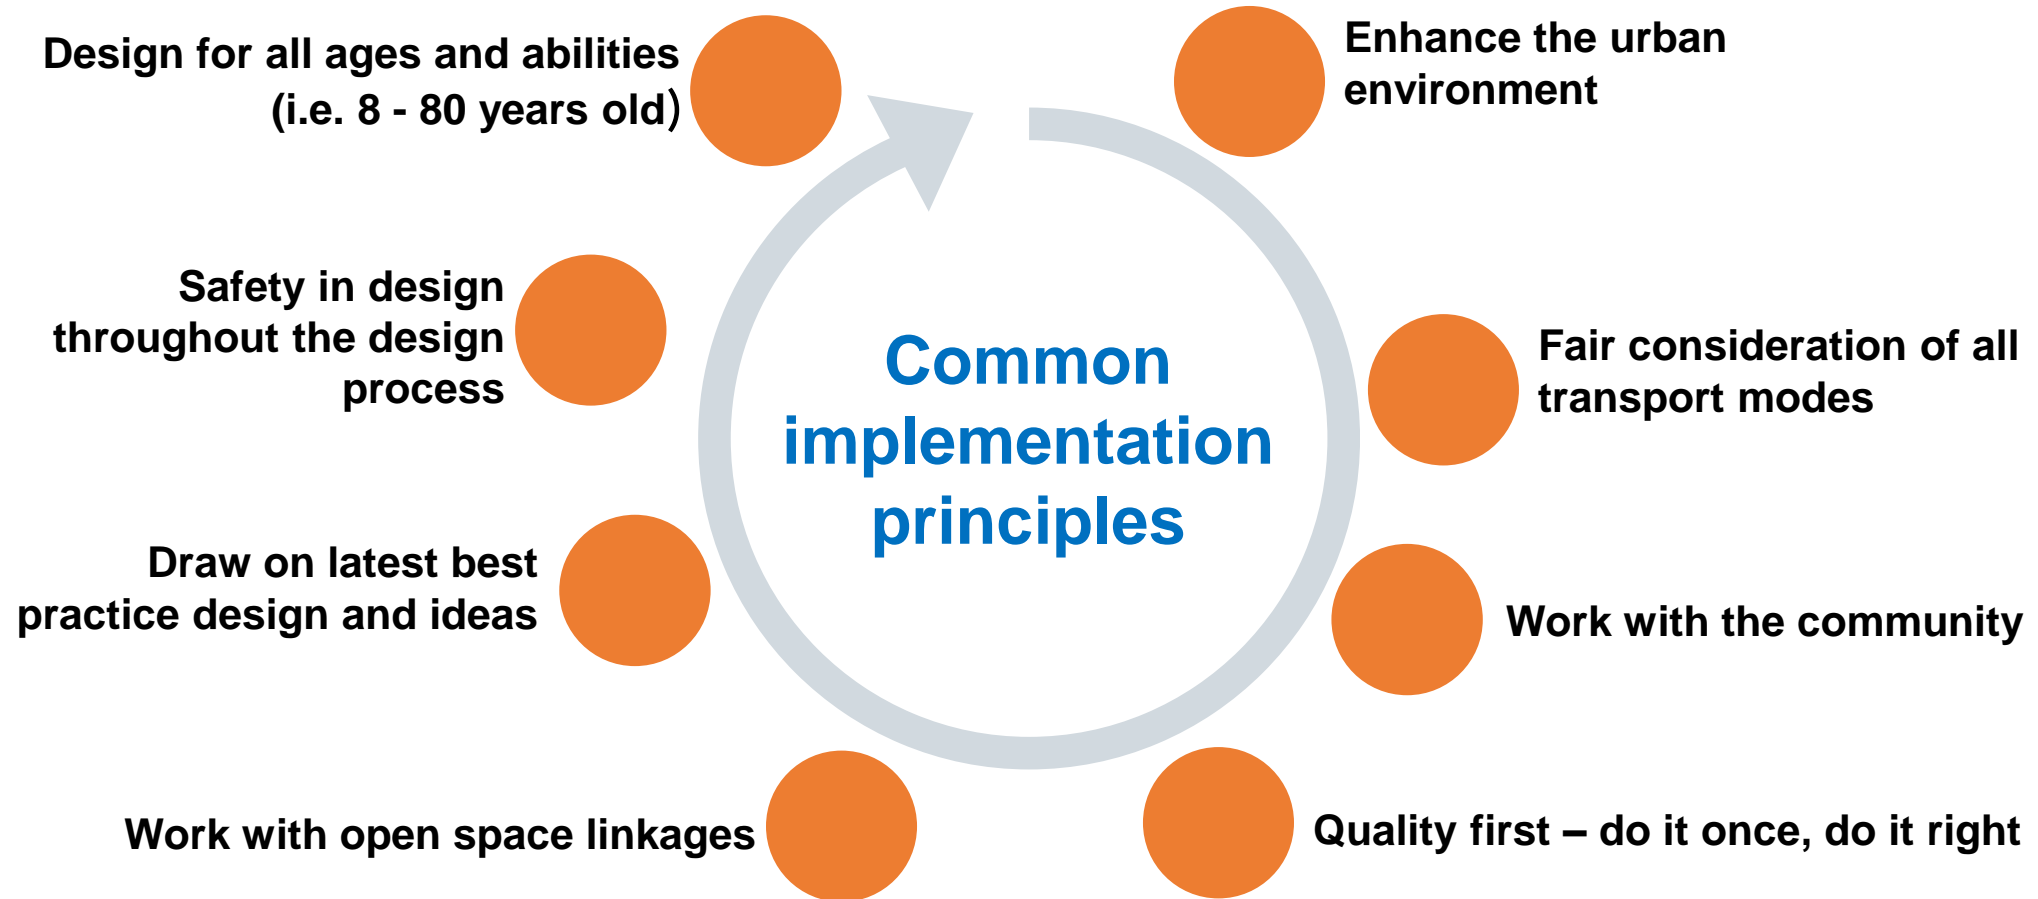 Design for all ages and abilities
(i.e. 8 - 80 years old)
Enhance the urban
environment
Safety in design
throughout the design
process
Common
implementation
principles
Fair consideration of all
transport modes
Draw on latest best
practice design and ideas
Work with the community
Work with open space linkages
Quality first – do it once, do it right